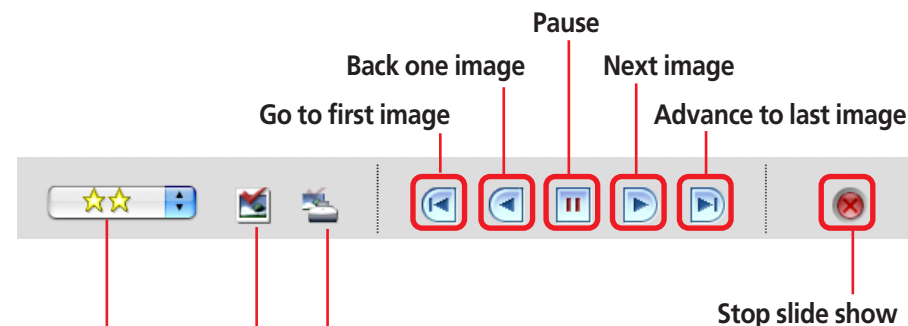 Pause
Back one image Next image
Go to first image Advance to last image
Stop slide show